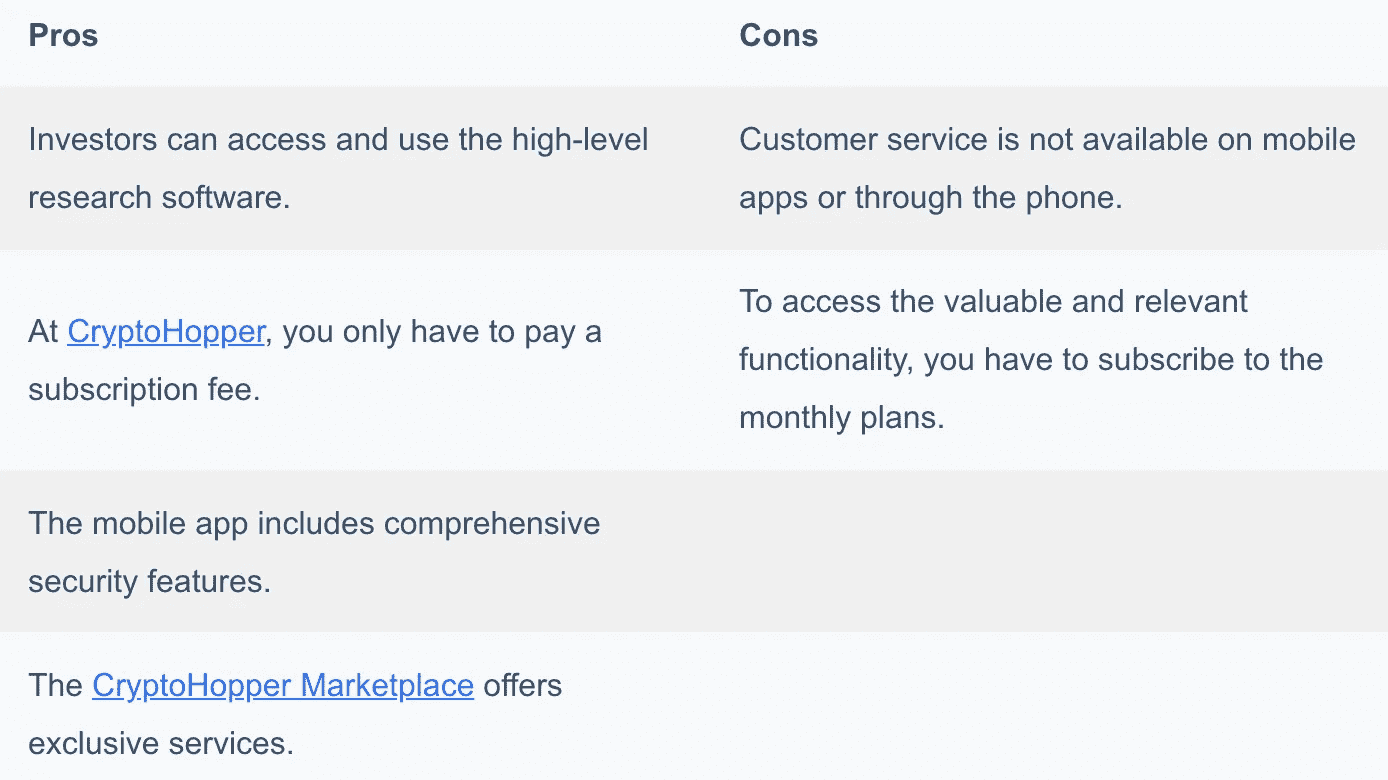 Pros
Cons
Investors can access and use the high-level
research software.
Customer service is not available on mobile
apps or through the phone.
At CryptoHopper, you only have to pay a
subscription fee.
To access the valuable and relevant
functionality, you have to subscribe to the
monthly plans.
The mobile app includes comprehensive
security features.
The CryptoHopper Marketplace offers
exclusive services.